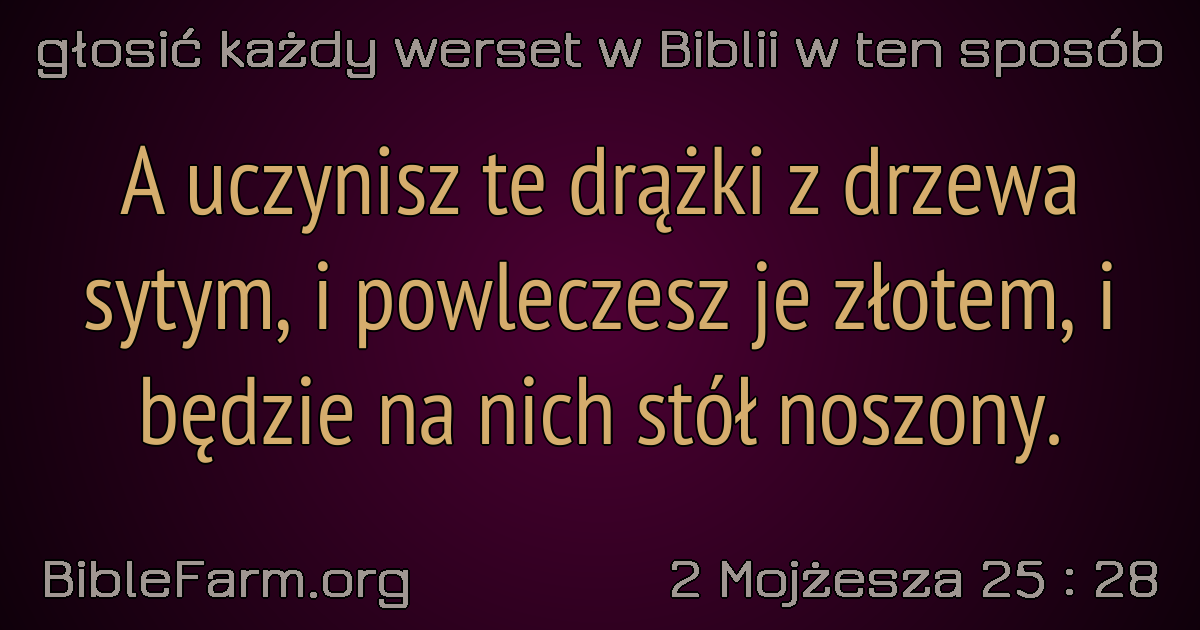 głosić każdy werset w Biblii w ten sposób
A uczynisz te drążki z drzewa
sytym, i powleczesz je złotem, i
będzie na nich stół noszony.
BibleFarm.org
2 Mojżesza 25 : 28